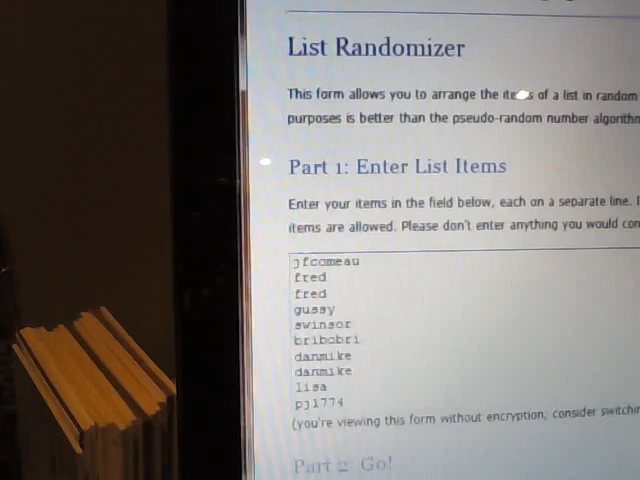 List Randomizer
This form allows you to arrange the items of a list in random
purposes is better than the pseudo-random number algorithm
Part 1: Enter List Items
Enter your items in the field below, each on a separate line.
items are allowed. Please don't enter anything you would con
jfcomeau
fred
fred
gussy
swinsor
bribobri
danmike
danmike
lisa
pj1774
(you're viewing this form without encryption; consider switchin
Part 2: Go!